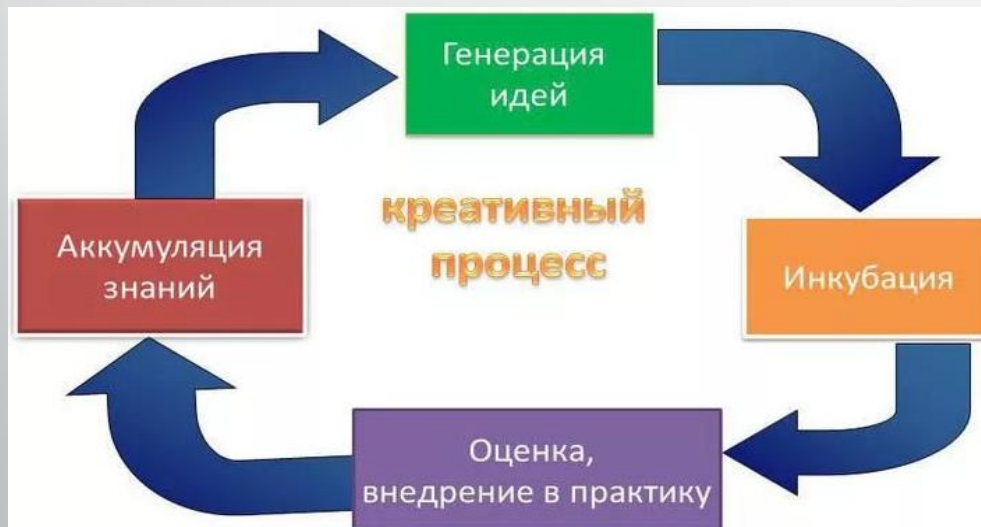 Генерация
идей
креативный
процесс
Аккумуляция
знаний
Инкубация
Оценка,
внедрение в практику